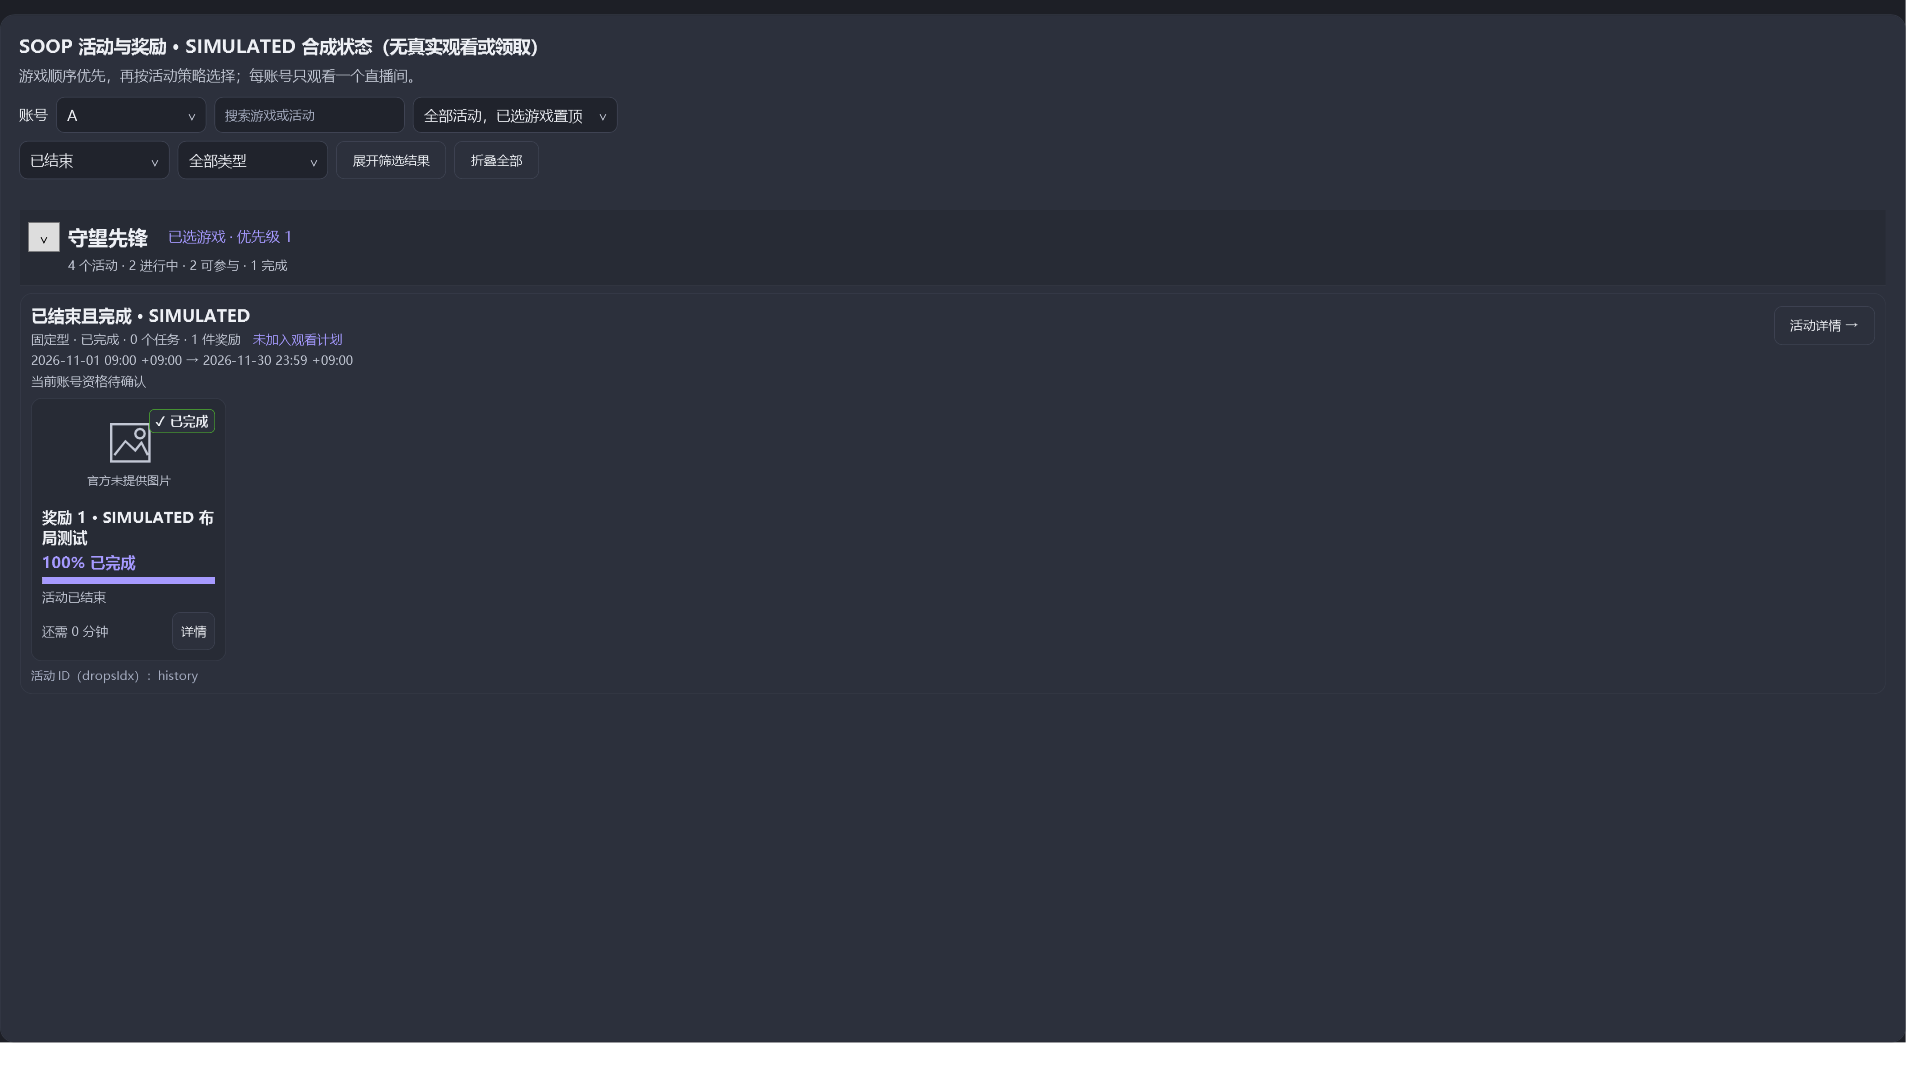 SOOP 活动与奖励 • SIMULATED 合成状态（无真实观看或领取）
游戏顺序优先，再按活动策略选择；每账号只观看一个直播间。
账号 A 搜索游戏或活动 全部活动，已选游戏置顶
已结束 全部类型 展开筛选结果 折叠全部
守望先锋 已选游戏 · 优先级 1
4 个活动 · 2 进行中 · 2 可参与 · 1 完成
已结束且完成 • SIMULATED
活动详情 →
固定型 · 已完成 · 0 个任务 · 1 件奖励 未加入观看计划
2026-11-01 09:00 +09:00 → 2026-11-30 23:59 +09:00
当前账号资格待确认
✓ 已完成
官方未提供图片
奖励 1 • SIMULATED 布
局测试
100% 已完成
活动已结束
还需 0 分钟 详情
活动 ID（dropsIdx）：history